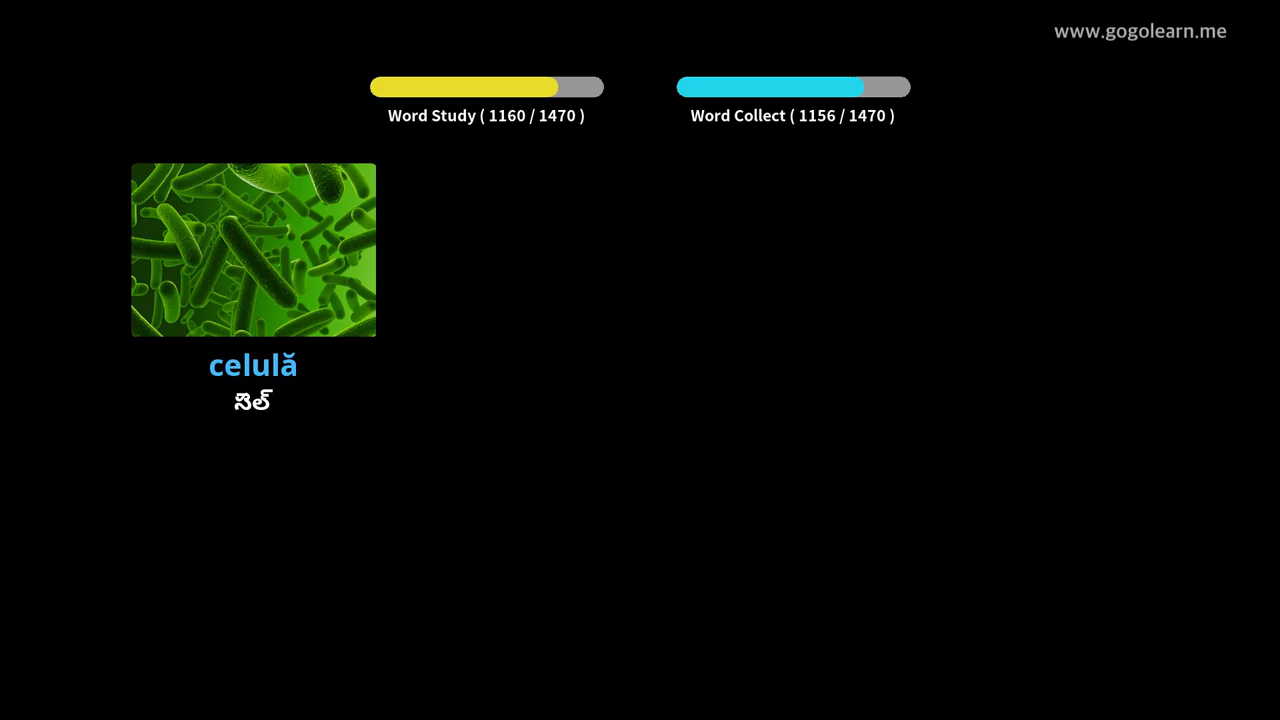 www.gogolearn.me
Word Study ( 1160 / 1470 )
Word Collect ( 1156 / 1470 )
celulă
సెల్